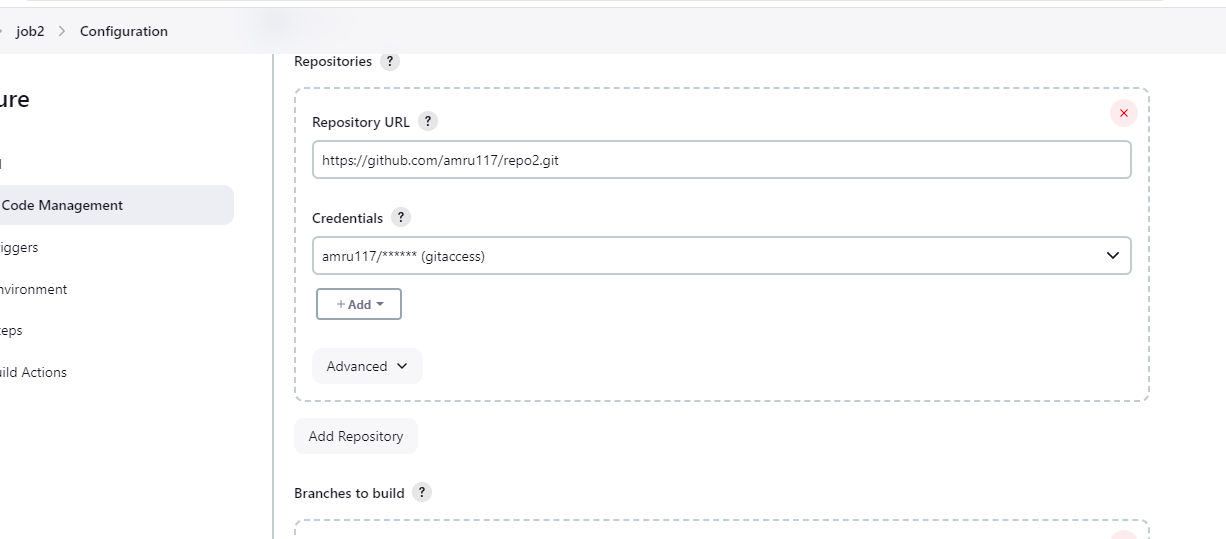 job2 > Configuration
Repositories ?
ure
Repository URL ?
https://github.com/amru117/repo2.git
Code Management
Credentials ?
iggers
amru117/****** (gitaccess)
nvironment
+ Add
eps
Advanced
ild Actions
Add Repository
Branches to build ?